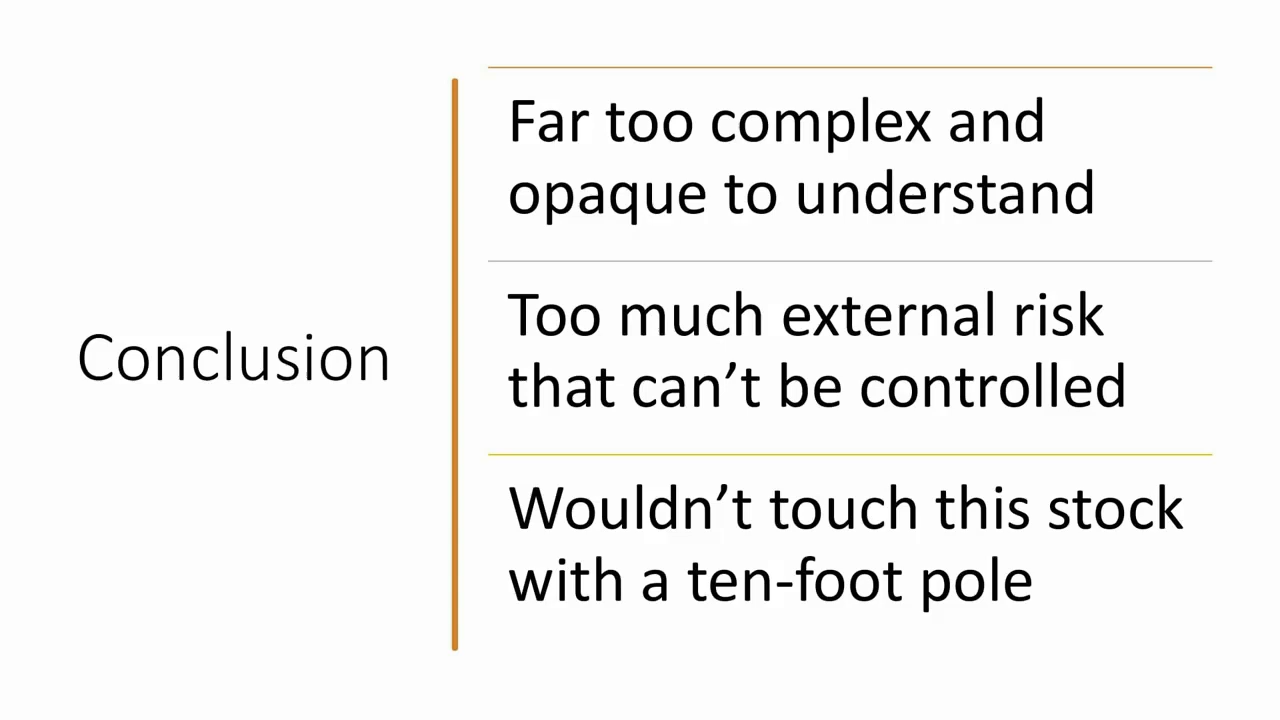 Conclusion
Far too complex and
opaque to understand
Too much external risk
that can’t be controlled
Wouldn’t touch this stock
with a ten-foot pole